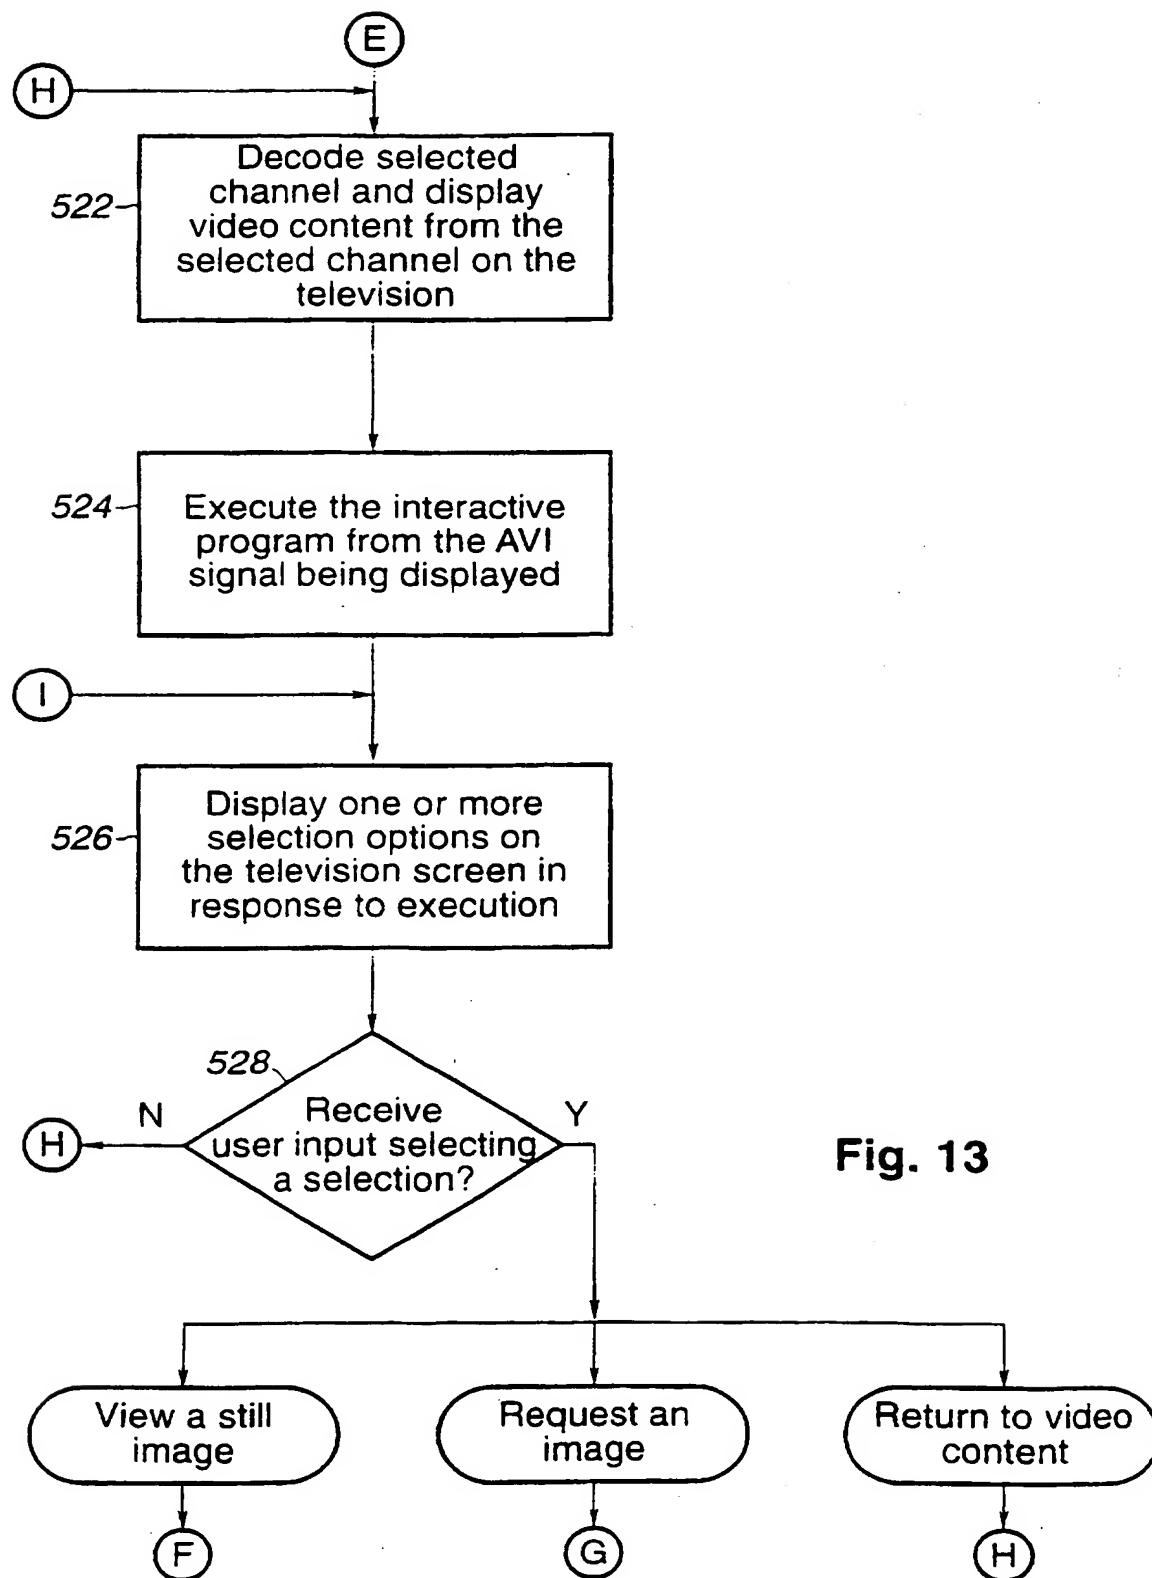 E
H
522
Decode selected
channel and display
video content from the
selected channel on the
television
524
Execute the interactive
program from the AVI
signal being displayed
I
526
Display one or more
selection options on
the television screen in
response to execution
528
N
Y
H
Receive
user input selecting
a selection?
Fig. 13
View a still
image
Request an
image
Return to video
content
F
G
H